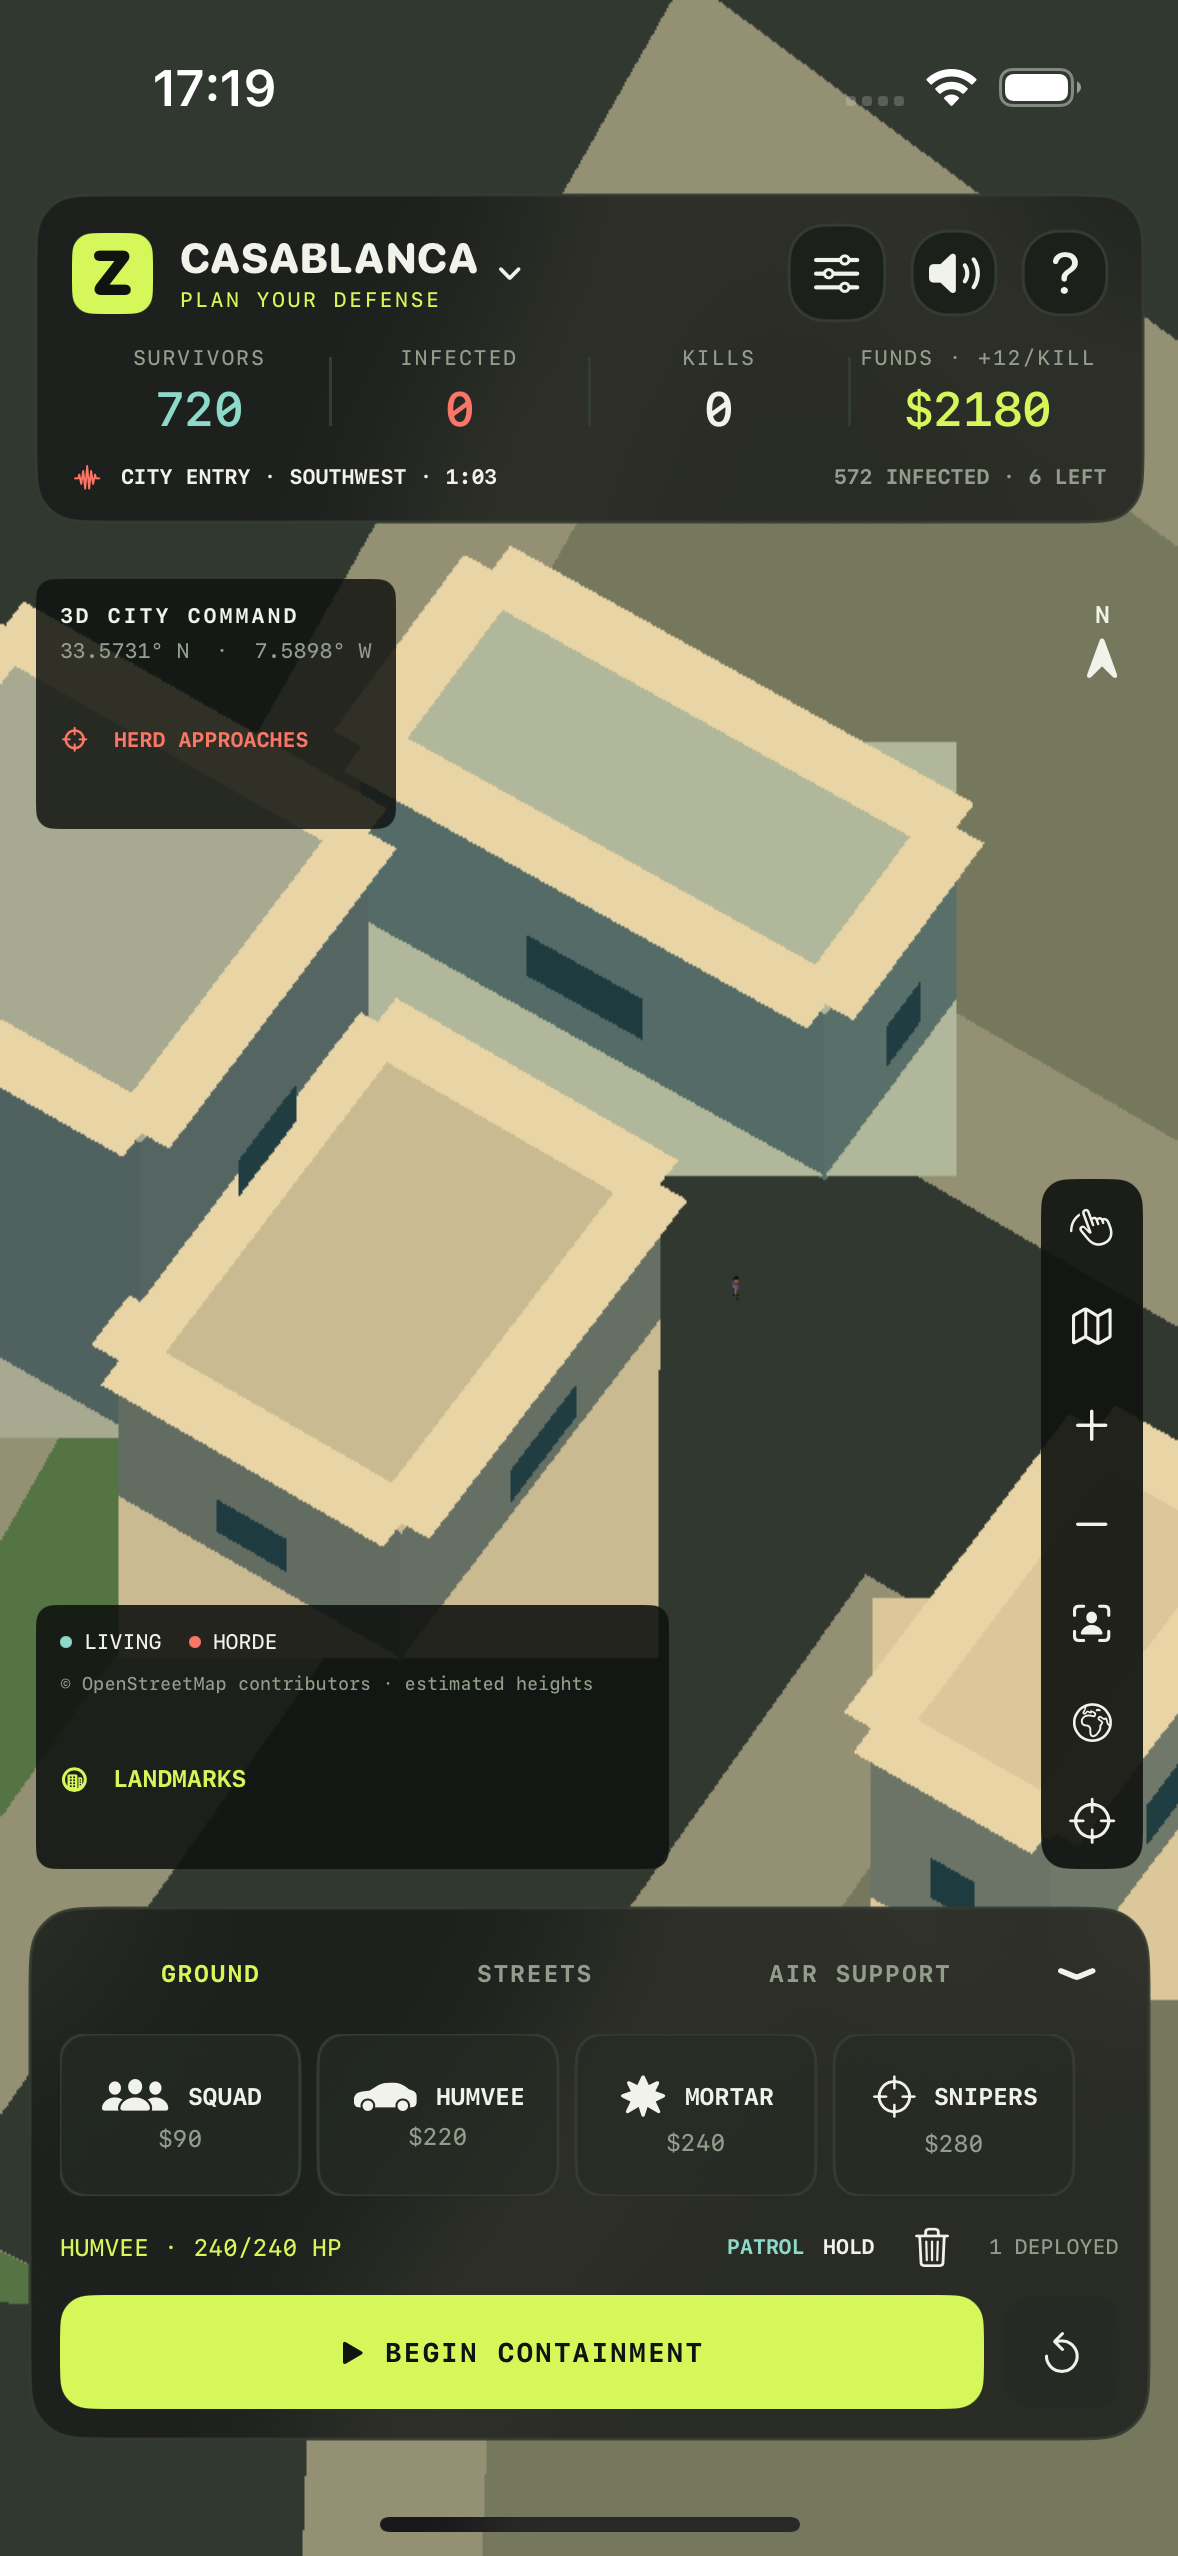 17:19
Z
CASABLANCA
PLAN YOUR DEFENSE
?
SURVIVORS INFECTED KILLS FUNDS · +12/KILL
720 0 0 $2180
CITY ENTRY · SOUTHWEST · 1:03 572 INFECTED · 6 LEFT
3D CITY COMMAND
33.5731° N · 7.5898° W
HERD APPROACHES
N
LIVING HORDE
© OpenStreetMap contributors · estimated heights
LANDMARKS
GROUND STREETS AIR SUPPORT
SQUAD HUMVEE MORTAR SNIPERS
$90 $220 $240 $280
HUMVEE · 240/240 HP PATROL HOLD 1 DEPLOYED
BEGIN CONTAINMENT